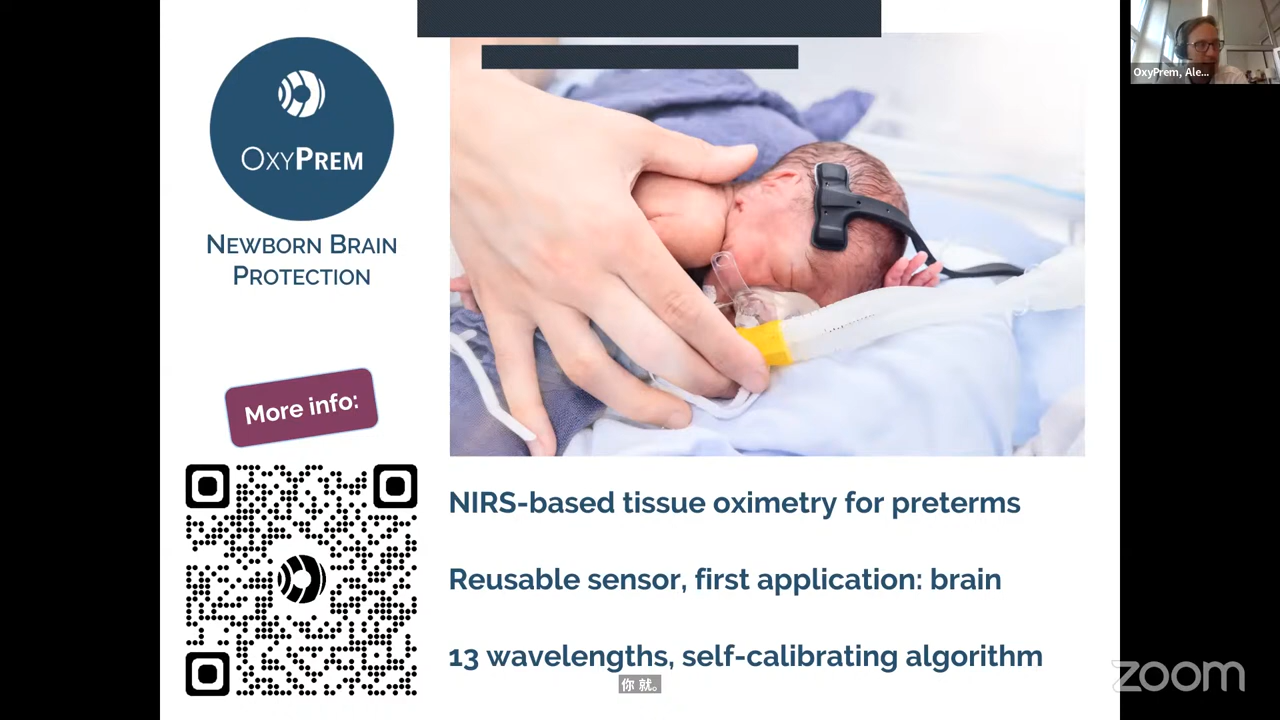 OXYPREM
NEWBORN BRAIN
PROTECTION
More info:
NIRS-based tissue oximetry for preterms
Reusable sensor, first application: brain
13 wavelengths, self-calibrating algorithm
你 就。
OxyPrem, Ale...
zoom